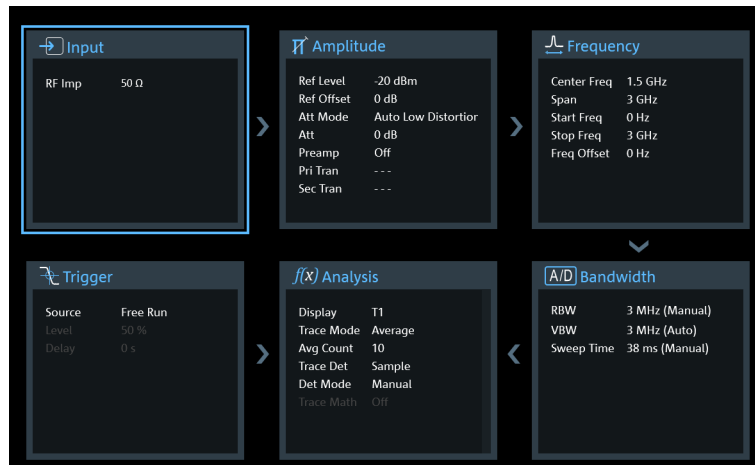 Input
RF Imp 50 Ω
Amplitude
Ref Level -20 dBm
Ref Offset 0 dB
Att Mode Auto Low Distortior
Att 0 dB
Preamp Off
Pri Tran - - -
Sec Tran - - -
Frequency
Center Freq 1.5 GHz
Span 3 GHz
Start Freq 0 Hz
Stop Freq 3 GHz
Freq Offset 0 Hz
Trigger
Source Free Run
Level 50 %
Delay 0 s
f(x) Analysis
Display T1
Trace Mode Average
Avg Count 10
Trace Det Sample
Det Mode Manual
Trace Math Off
A/D Bandwidth
RBW 3 MHz (Manual)
VBW 3 MHz (Auto)
Sweep Time 38 ms (Manual)